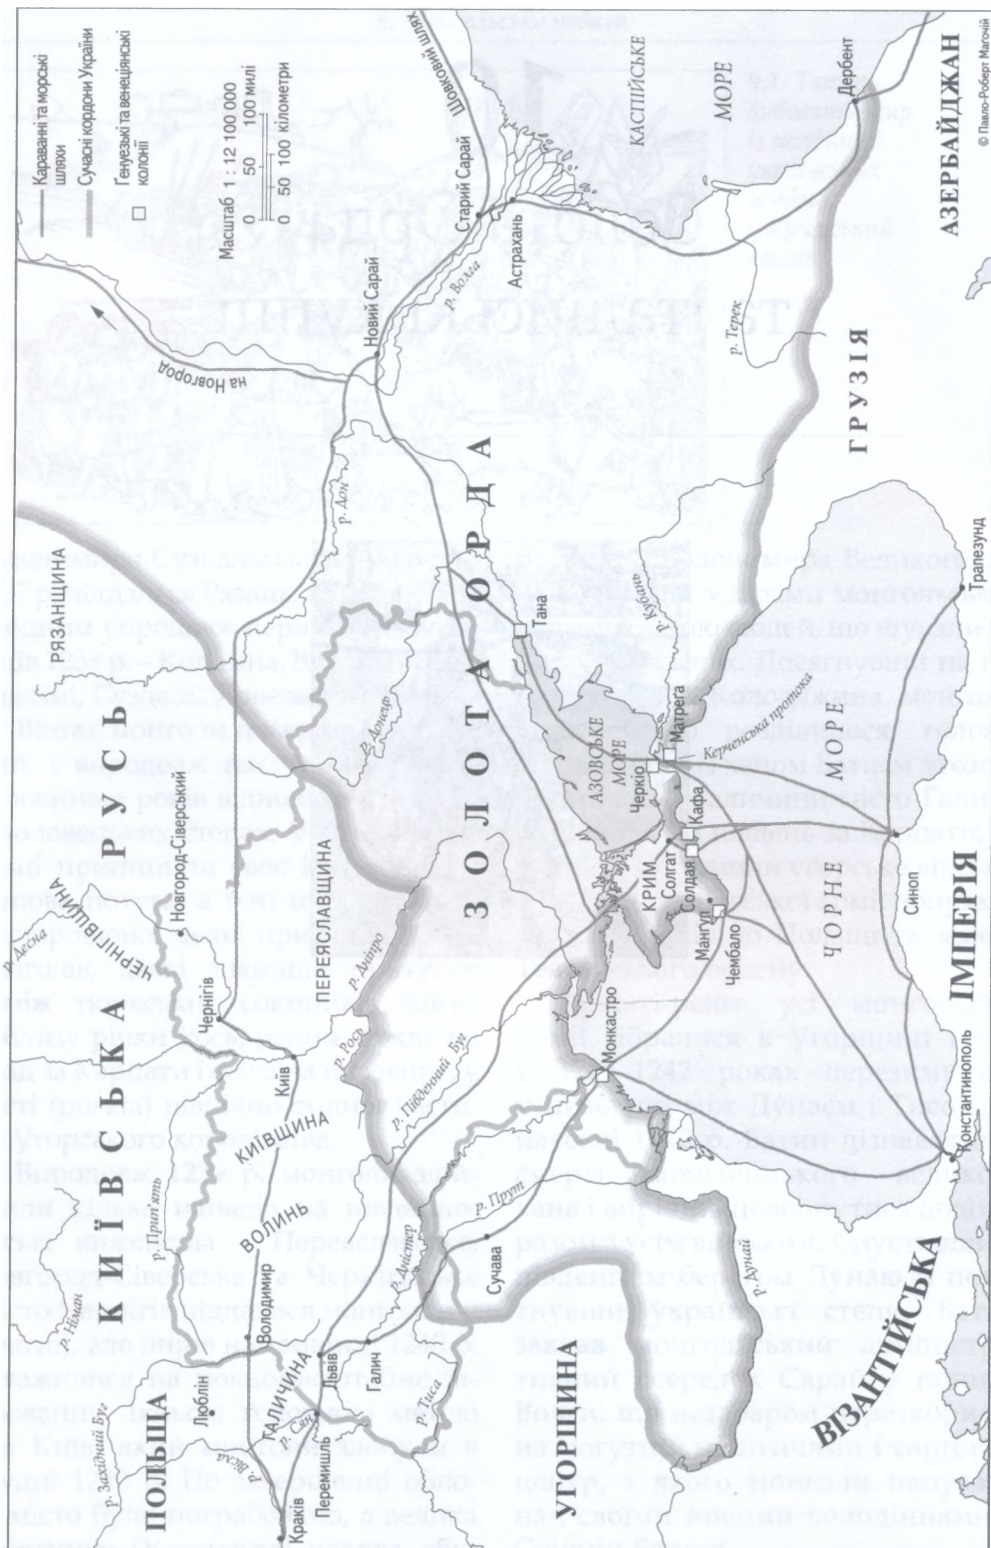 Караванні й морські
шляхи
Сучасні кордони України
Генуезькі та венеціанські
колонії
Масштаб 1 : 12 100 000
0 50 100 милі
0 50 100 кілометри
РЯЗАНЩИНА
на Новгород
Новий Сарай
р. Волга
Старий Сарай
Шовковий шлях
Астрахань
КАСПІЙСЬКЕ
МОРЕ
Дербент
р. Терек
АЗЕРБАЙДЖАН
ГРУЗІЯ
КИЇВСЬКА РУСЬ
ЧЕРНІГІВЩИНА
р. Десна
Новгород-Сіверський
Чернігів
ПЕРЕЯСЛАВЩИНА
р. Дон
р. Донець
ЗОЛОТА ОРДА
Тана
р. Кубань
АЗОВСЬКЕ
МОРЕ
Матрега
Керченська протока
Черкіо
Кафа
КРИМ
Солгат
Солдая
Мангуп
Чембало
ЧОРНЕ МОРЕ
Трапезунд
Синоп
р. Дніпро
р. Рось
Київ
КИЇВЩИНА
р. Південний Буг
Монкастро
р. Прип'ять
ВОЛИНЬ
Володимир
р. Німан
р. Західний Буг
ПОЛЬЩА
Люблін
ГАЛИЧИНА
Львів
р. Сян
р. Вісла
Перемишль
Краків
Галич
р. Дністер
р. Прут
Сучава
р. Тиса
УГОРЩИНА
р. Дунай
ВІЗАНТІЙСЬКА ІМПЕРІЯ
Константинополь
© Павло-Роберт Маґочій